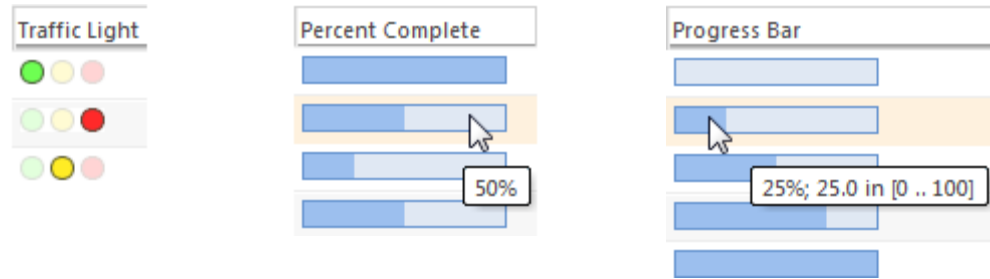 Traffic Light
Percent Complete
Progress Bar
50%
25%; 25.0 in [0 .. 100]